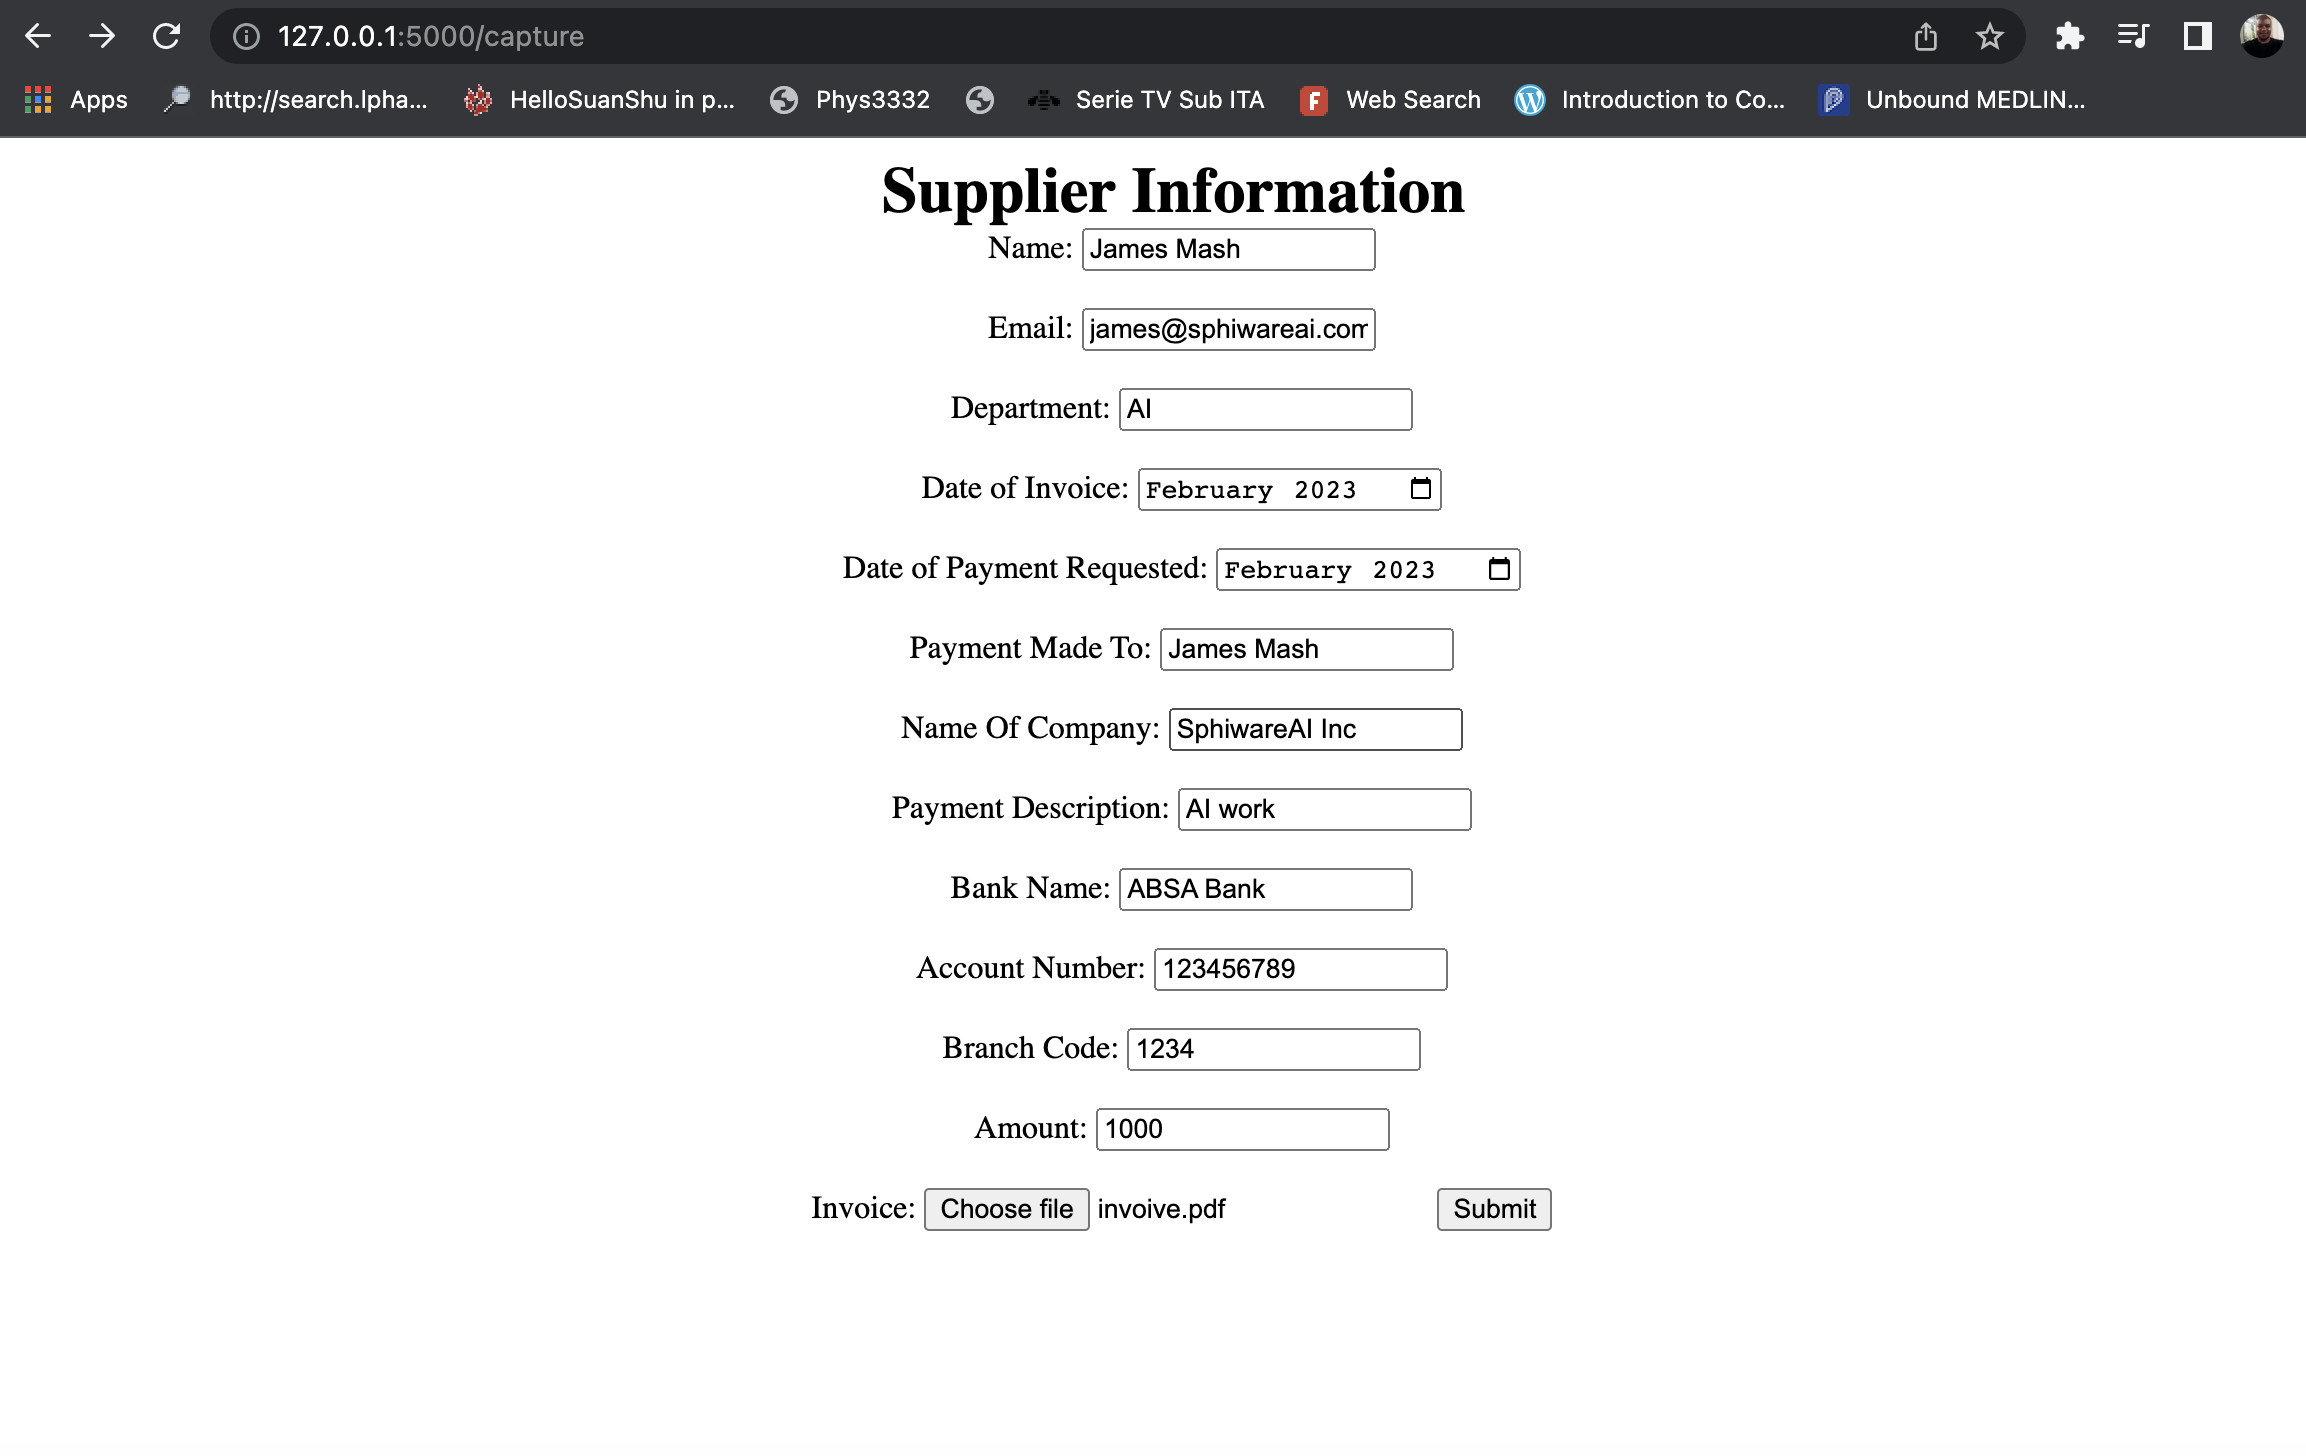 127.0.0.1:5000/capture
Apps http://search.lpha... HelloSuanShu in p... Phys3332 Serie TV Sub ITA F Web Search Introduction to Co... Unbound MEDLIN...
Supplier Information
Name: James Mash
Email: james@sphiwareai.com
Department: AI
Date of Invoice: February 2023
Date of Payment Requested: February 2023
Payment Made To: James Mash
Name Of Company: SphiwareAI Inc
Payment Description: AI work
Bank Name: ABSA Bank
Account Number: 123456789
Branch Code: 1234
Amount: 1000
Invoice: Choose file invoive.pdf Submit